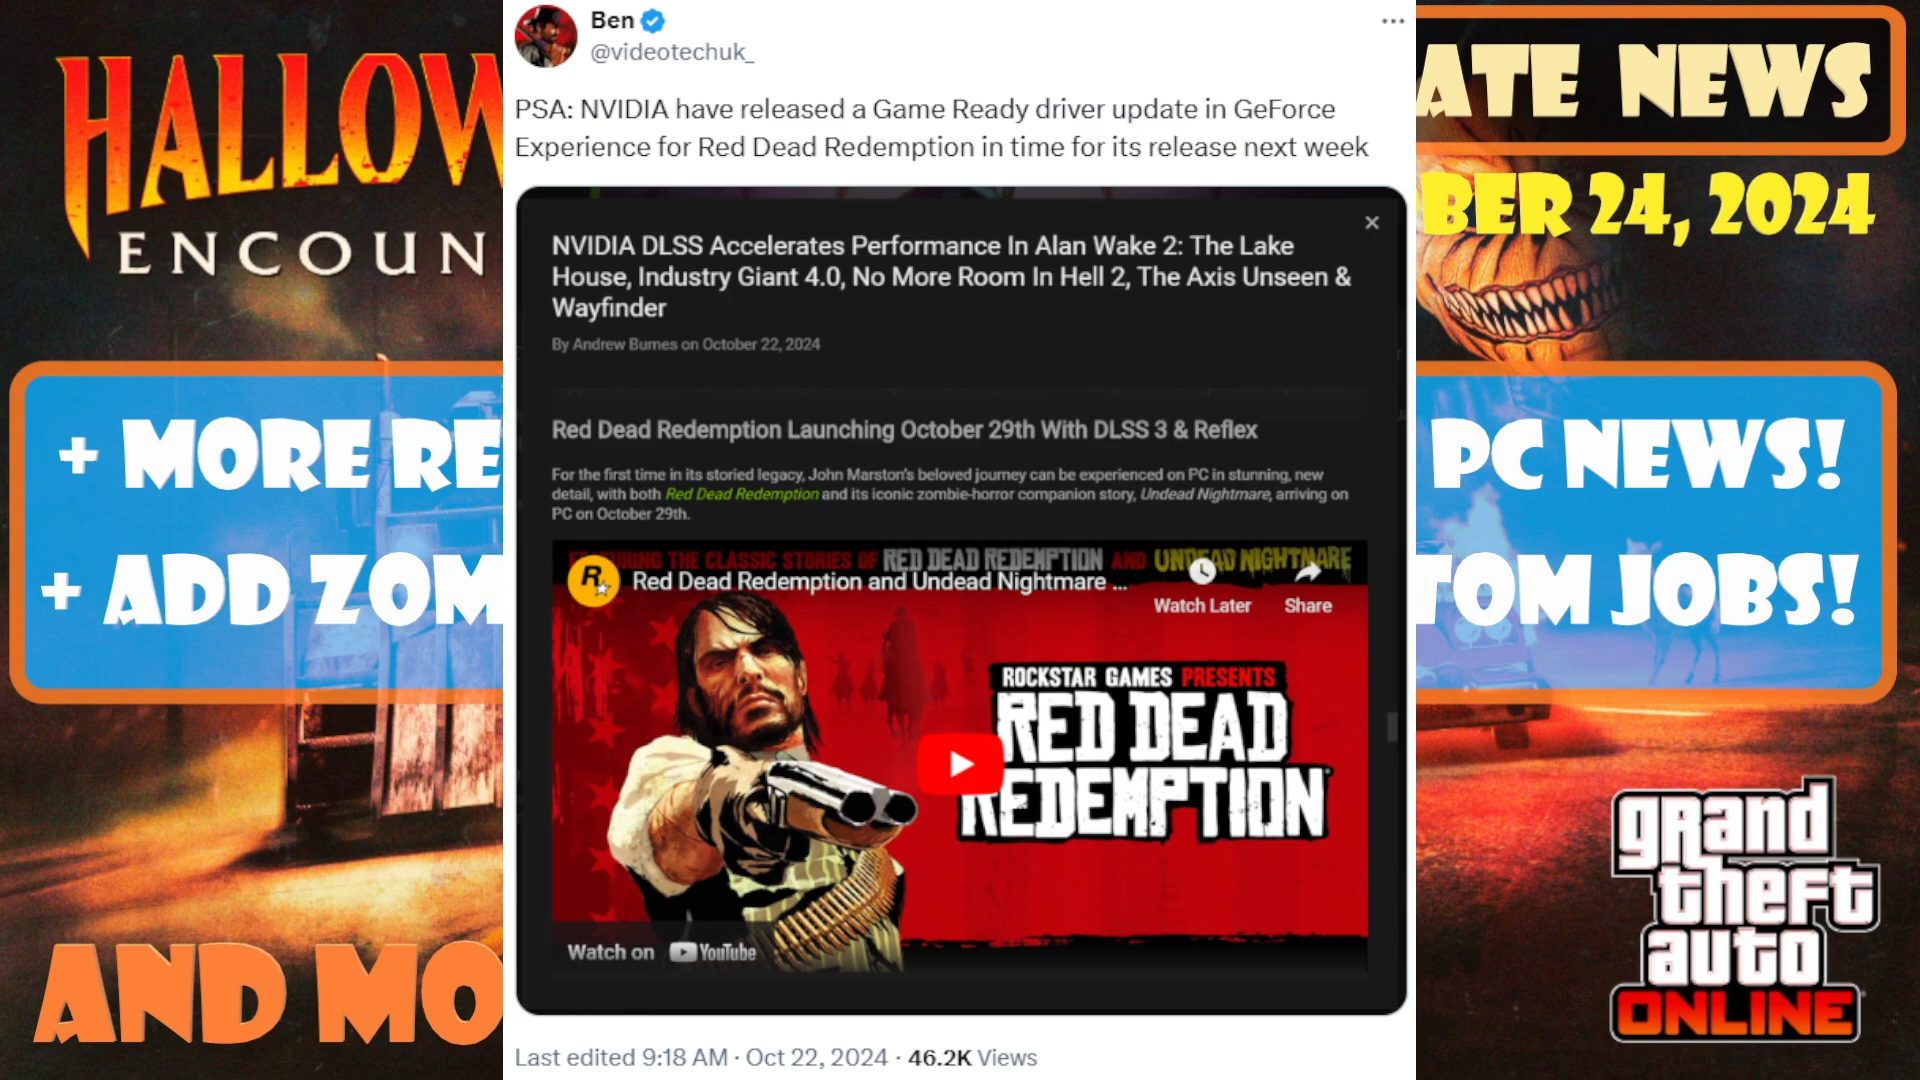 HALLOW
ENCOUN
+ MORE RE
+ ADD ZOM
AND MO
Ben
@videotechuk_
PSA: NVIDIA have released a Game Ready driver update in GeForce
Experience for Red Dead Redemption in time for its release next week
NVIDIA DLSS Accelerates Performance In Alan Wake 2: The Lake
House, Industry Giant 4.0, No More Room In Hell 2, The Axis Unseen &
Wayfinder
By Andrew Burnes on October 22, 2024
Red Dead Redemption Launching October 29th With DLSS 3 & Reflex
For the first time in its storied legacy, John Marston's beloved journey can be experienced on PC in stunning, new
detail, with both Red Dead Redemption and its iconic zombie-horror companion story, Undead Nightmare, arriving on
PC on October 29th.
THE CLASSIC STORIES OF RED DEAD REDEMPTION AND UNDEAD NIGHTMARE
R
Red Dead Redemption and Undead Nightmare ...
Watch Later
Share
ROCKSTAR GAMES PRESENTS
RED DEAD
REDEMPTION
Watch on YouTube
Last edited 9:18 AM · Oct 22, 2024 · 46.2K Views
ATE NEWS
BER 24, 2024
PC NEWS!
TOM JOBS!
grand
theft
auto
ONLINE